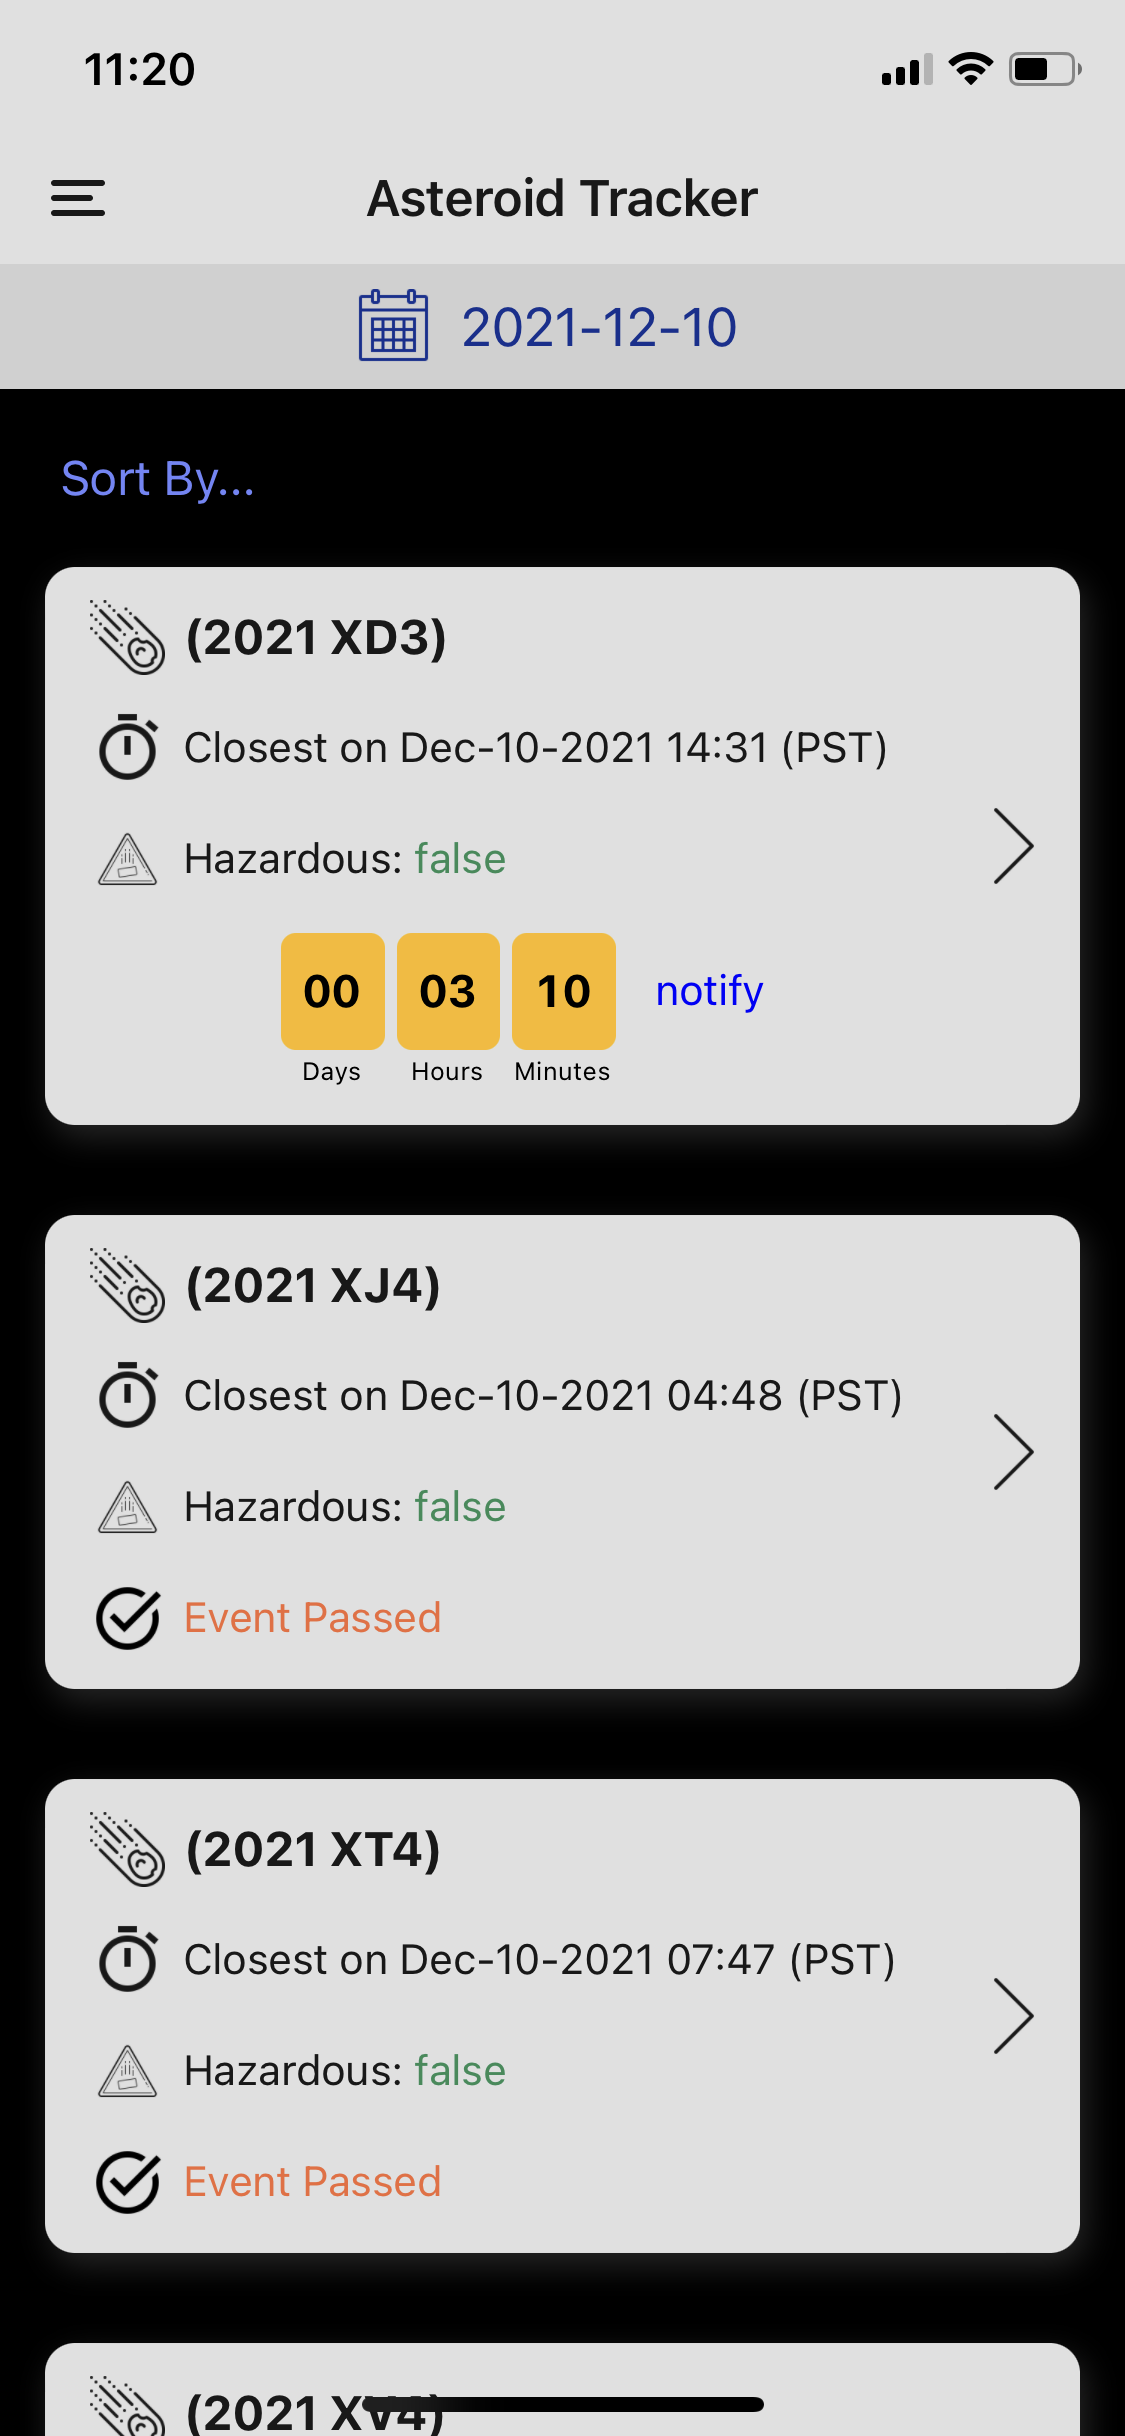 11:20
Asteroid Tracker
2021-12-10
Sort By...
(2021 XD3)
Closest on Dec-10-2021 14:31 (PST)
Hazardous: false
00 03 10 notify
Days Hours Minutes
(2021 XJ4)
Closest on Dec-10-2021 04:48 (PST)
Hazardous: false
Event Passed
(2021 XT4)
Closest on Dec-10-2021 07:47 (PST)
Hazardous: false
Event Passed
(2021 XV4)